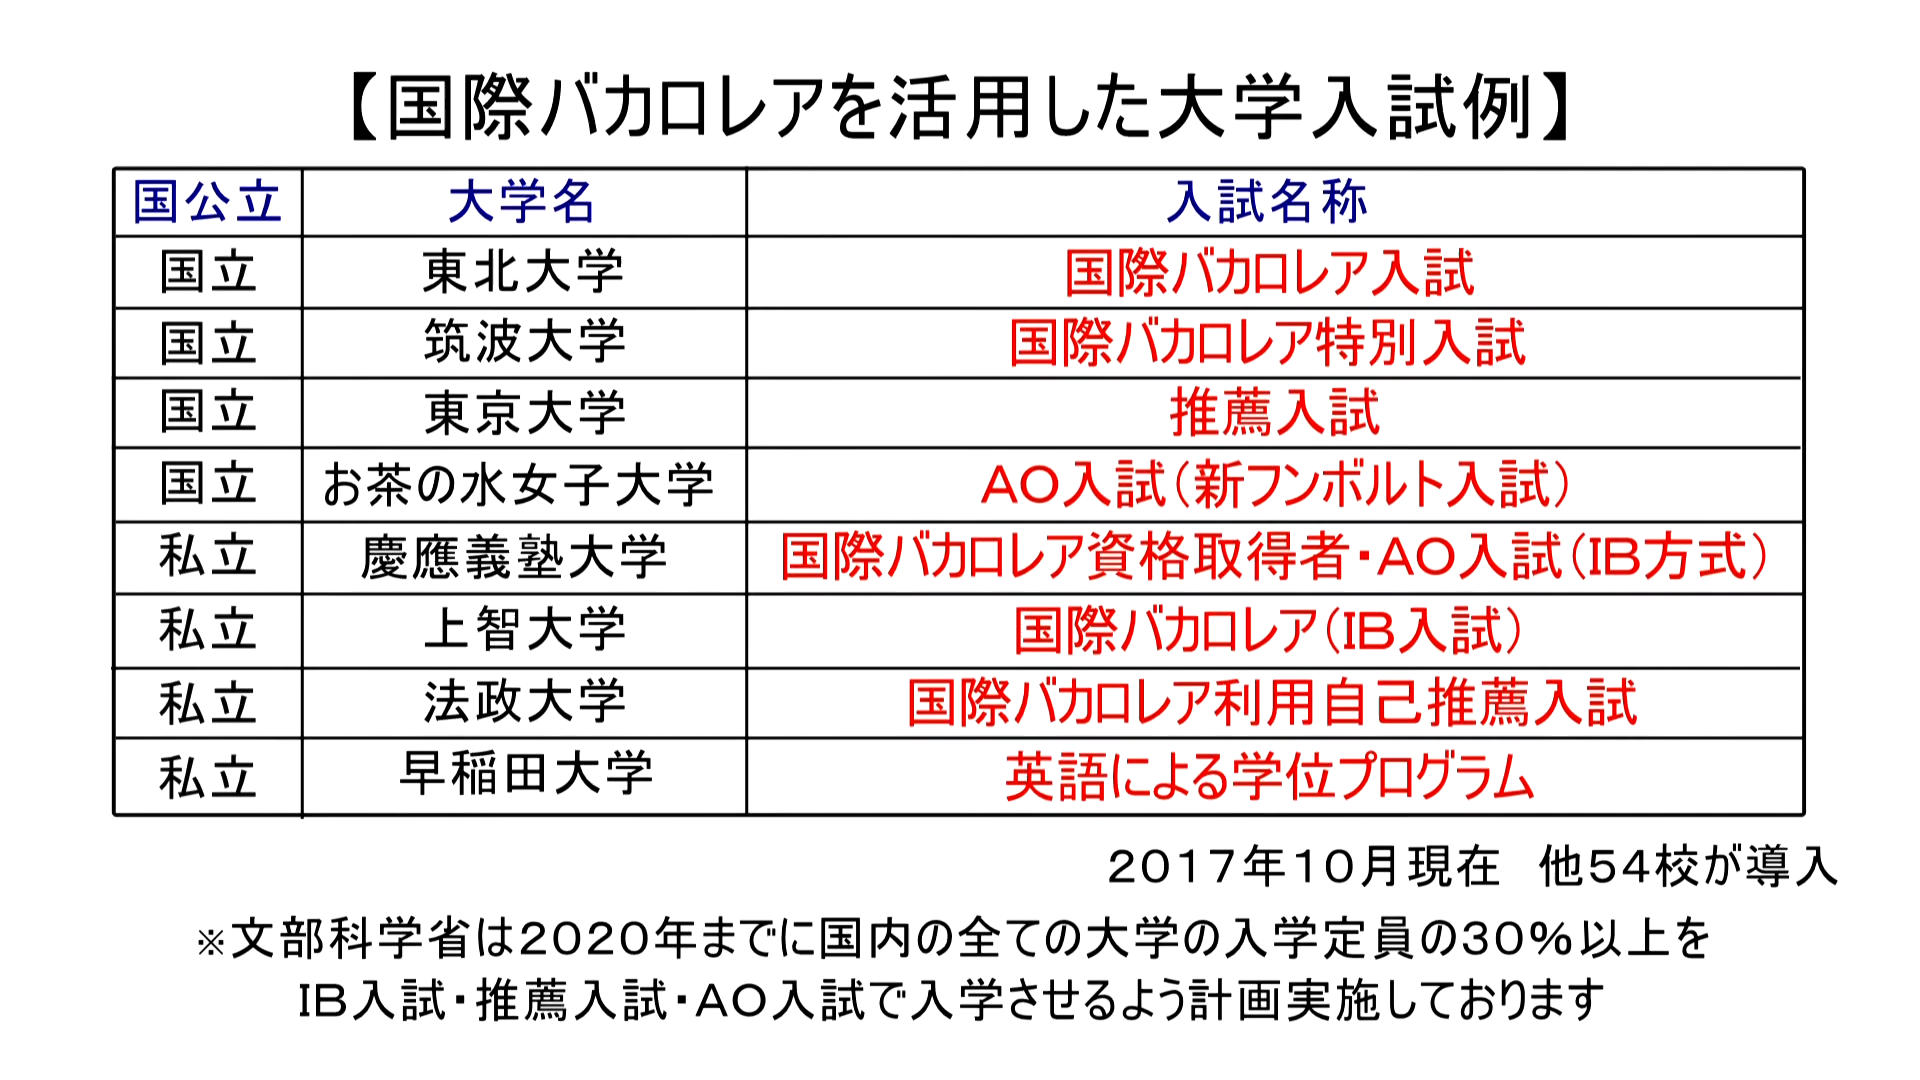 【国際バカロレアを活用した大学入試例】
国公立 大学名 入試名称
国立 東北大学 国際バカロレア入試
国立 筑波大学 国際バカロレア特別入試
国立 東京大学 推薦入試
国立 お茶の水女子大学 AO入試(新フンボルト入試)
私立 慶應義塾大学 国際バカロレア資格取得者・AO入試(IB方式)
私立 上智大学 国際バカロレア(IB入試)
私立 法政大学 国際バカロレア利用自己推薦入試
私立 早稲田大学 英語による学位プログラム
2017年10月現在 他54校が導入
※文部科学省は2020年までに国内の全ての大学の入学定員の30%以上を
IB入試・推薦入試・AO入試で入学させるよう計画実施しております